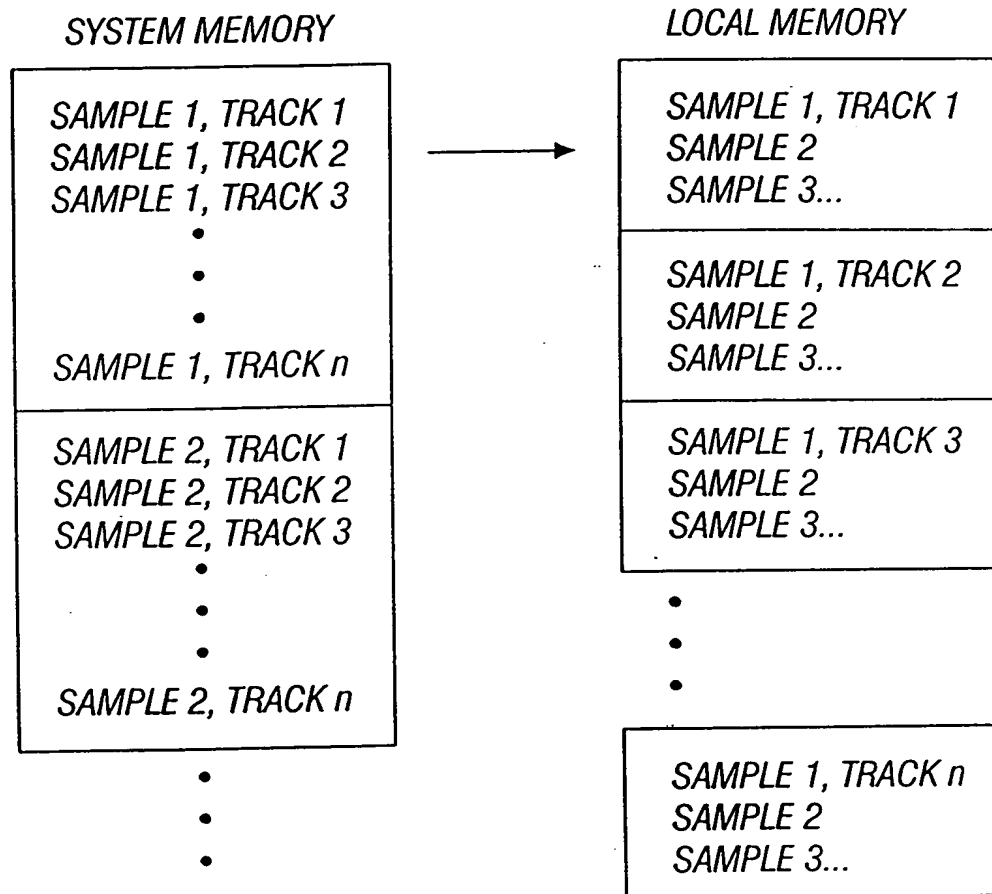 SYSTEM MEMORY
SAMPLE 1, TRACK 1
SAMPLE 1, TRACK 2
SAMPLE 1, TRACK 3
SAMPLE 1, TRACK n
SAMPLE 2, TRACK 1
SAMPLE 2, TRACK 2
SAMPLE 2, TRACK 3
SAMPLE 2, TRACK n
LOCAL MEMORY
SAMPLE 1, TRACK 1
SAMPLE 2
SAMPLE 3...
SAMPLE 1, TRACK 2
SAMPLE 2
SAMPLE 3...
SAMPLE 1, TRACK 3
SAMPLE 2
SAMPLE 3...
SAMPLE 1, TRACK n
SAMPLE 2
SAMPLE 3...